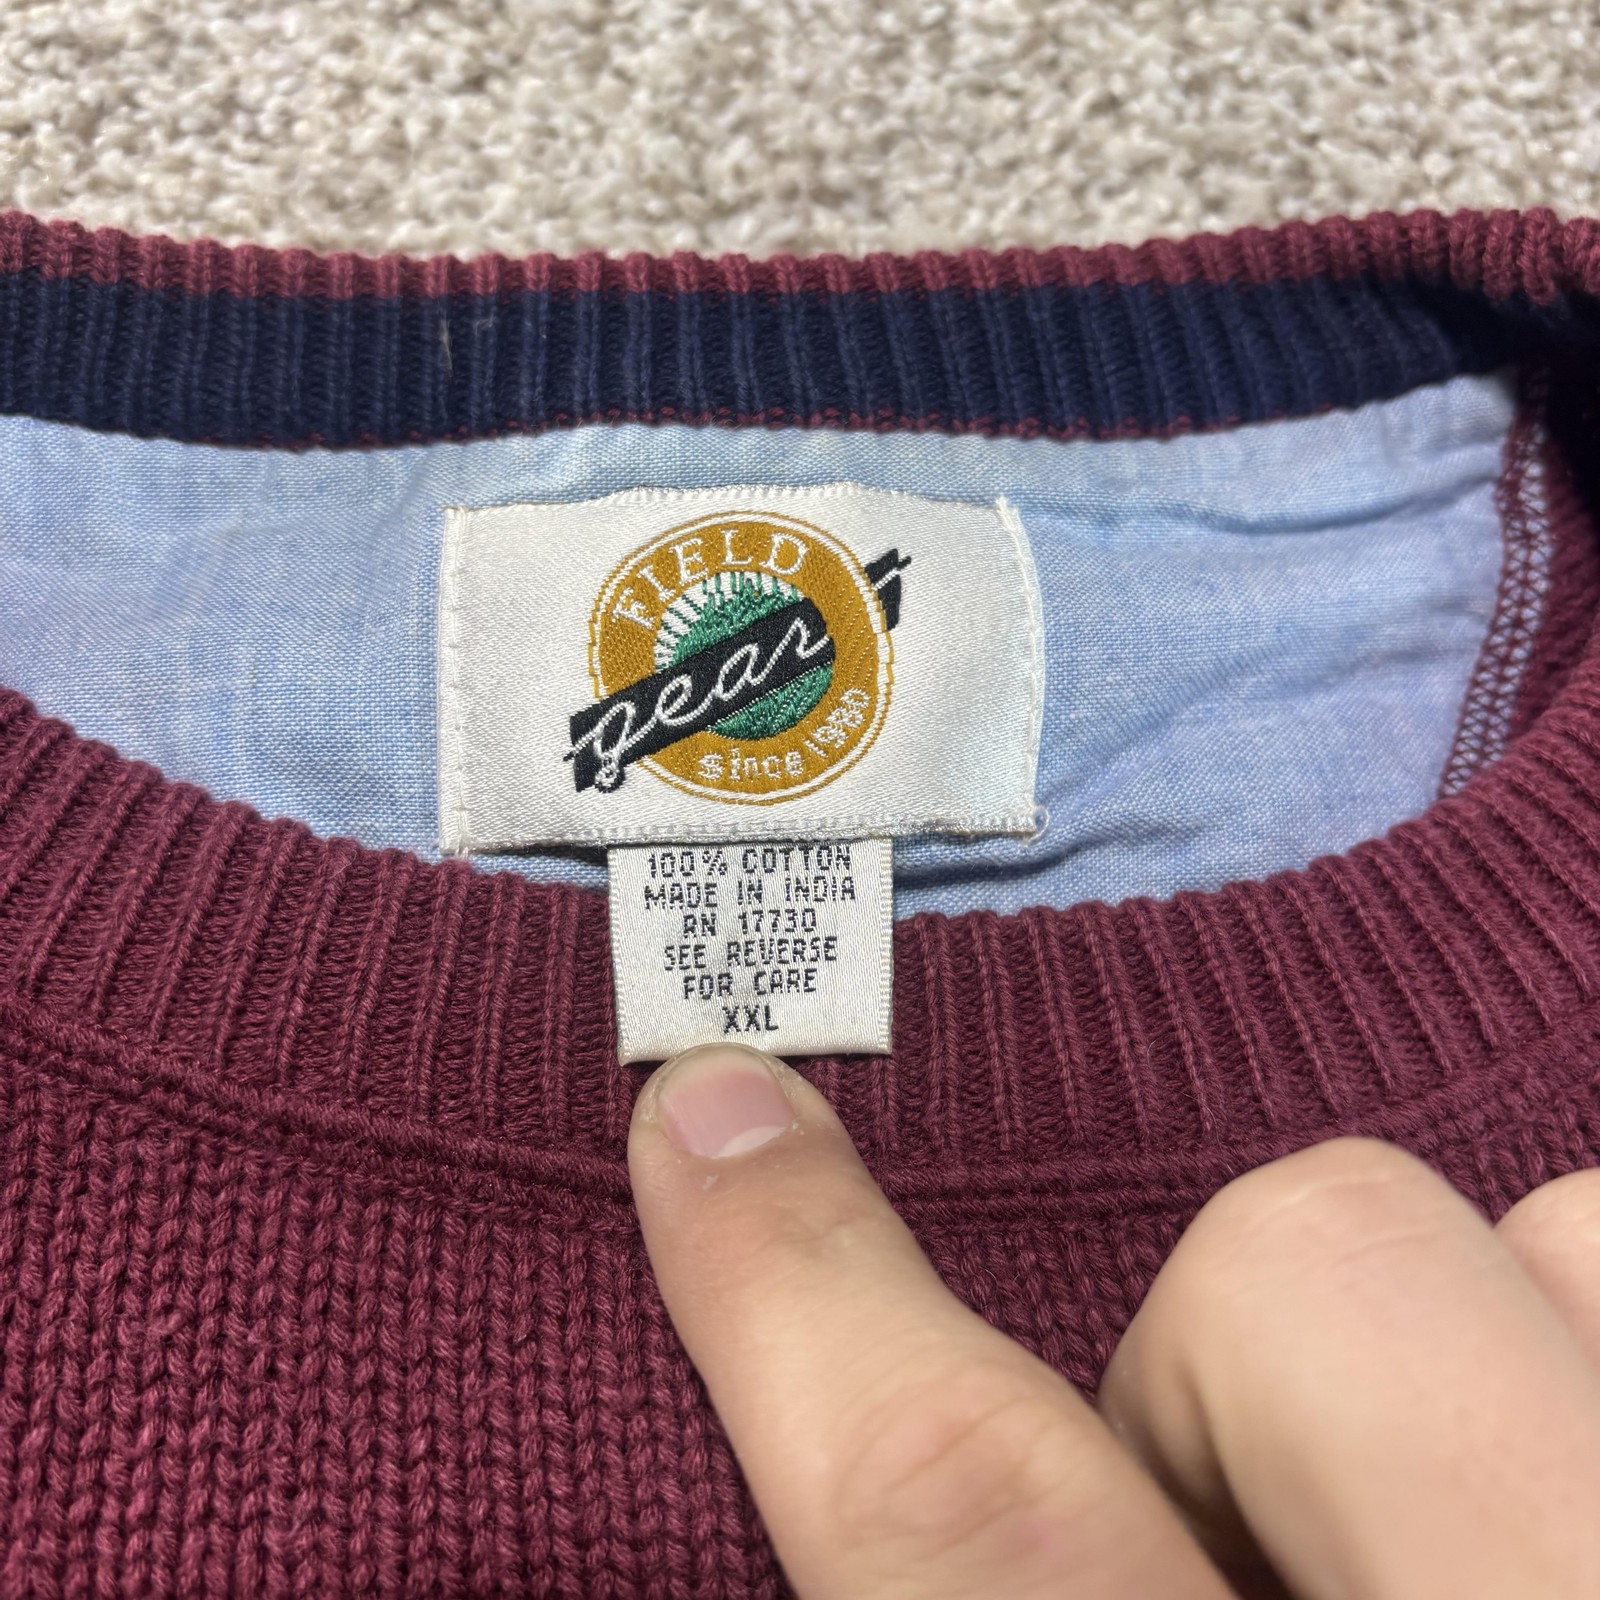 FIELD
gear
Since 1980
100% COTTON
MADE IN INDIA
RN 17730
SEE REVERSE
FOR CARE
XXL